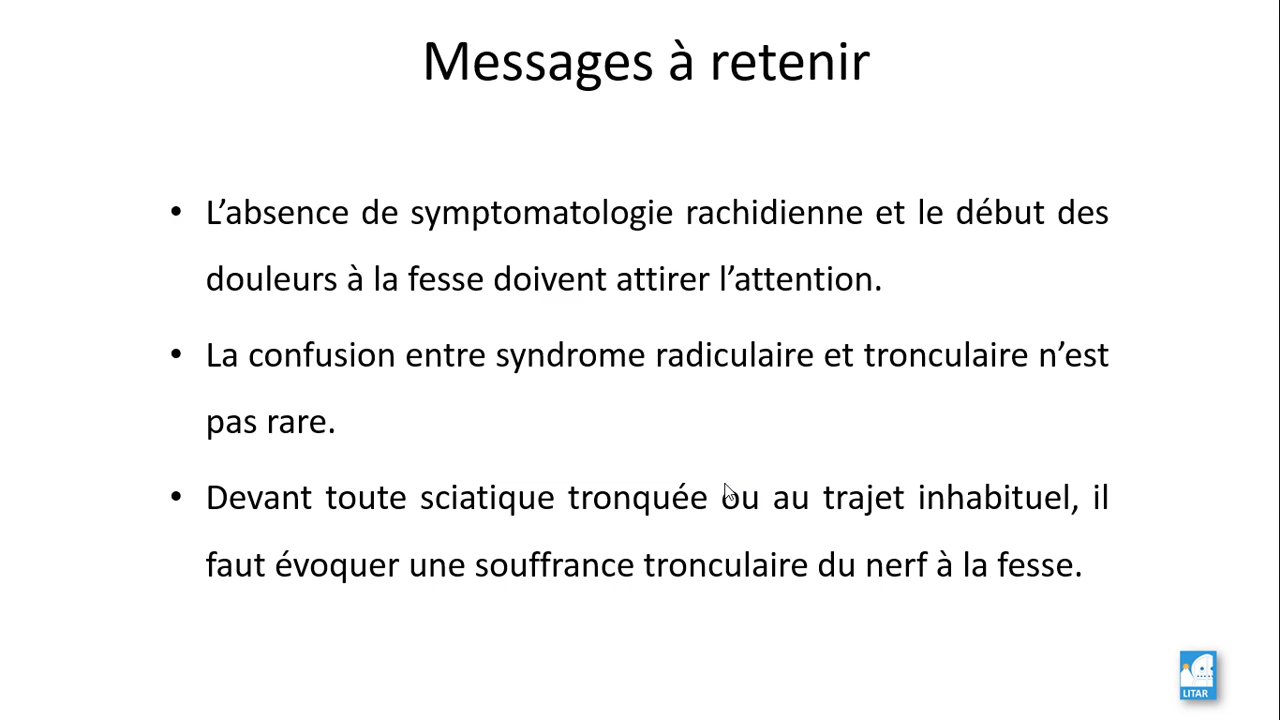 Messages à retenir
• L’absence de symptomatologie rachidienne et le début des
douleurs à la fesse doivent attirer l’attention.
• La confusion entre syndrome radiculaire et tronculaire n’est
pas rare.
• Devant toute sciatique tronquée ou au trajet inhabituel, il
faut évoquer une souffrance tronculaire du nerf à la fesse.
LITAR